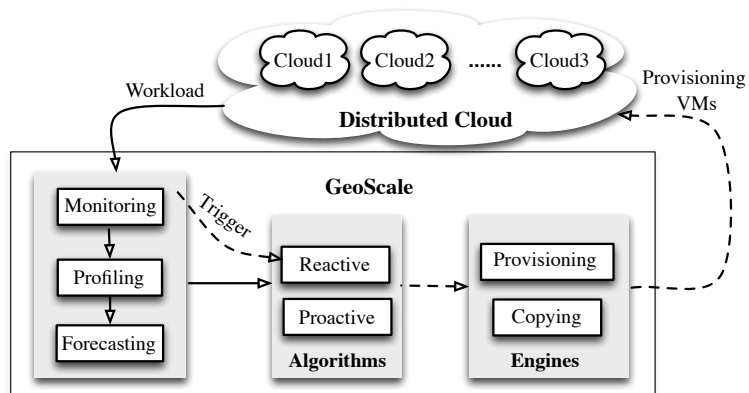 Cloud1
Cloud2
......
Cloud3
Distributed Cloud
Workload
Provisioning
VMs
GeoScale
Monitoring
Profiling
Forecasting
Trigger
Reactive
Proactive
Algorithms
Provisioning
Copying
Engines